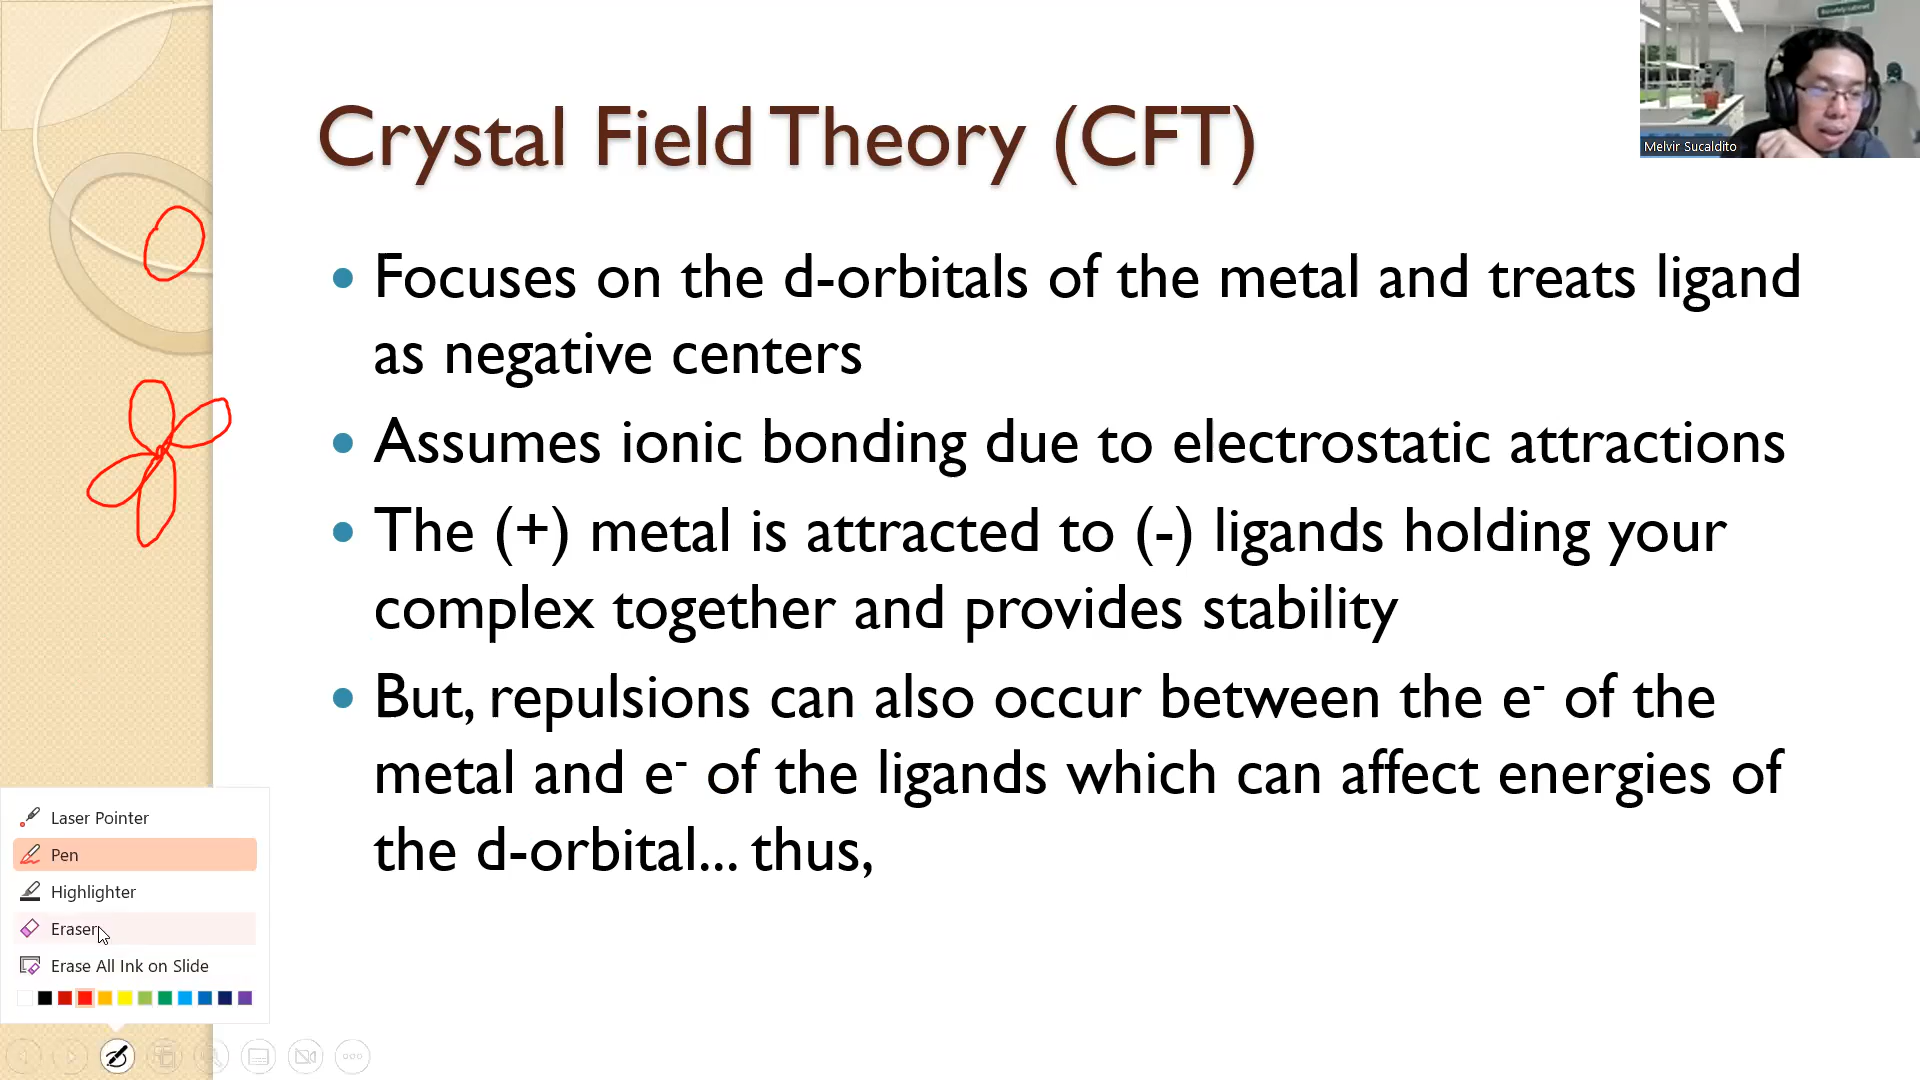 Crystal Field Theory (CFT)
Melvir Sucaldito
• Focuses on the d-orbitals of the metal and treats ligand
as negative centers
• Assumes ionic bonding due to electrostatic attractions
• The (+) metal is attracted to (-) ligands holding your
complex together and provides stability
• But, repulsions can also occur between the e⁻ of the
metal and e⁻ of the ligands which can affect energies of
the d-orbital... thus,
Laser Pointer
Pen
Highlighter
Eraser
Erase All Ink on Slide